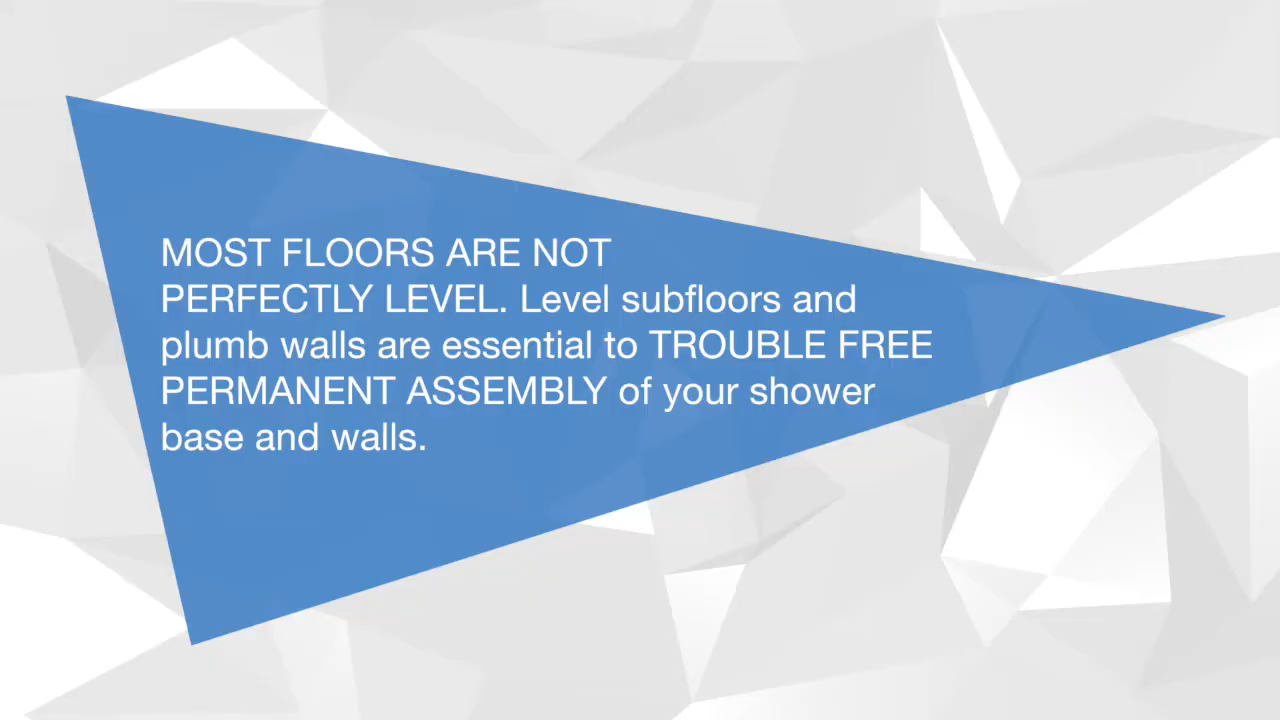 MOST FLOORS ARE NOT
PERFECTLY LEVEL. Level subfloors and
plumb walls are essential to TROUBLE FREE
PERMANENT ASSEMBLY of your shower
base and walls.